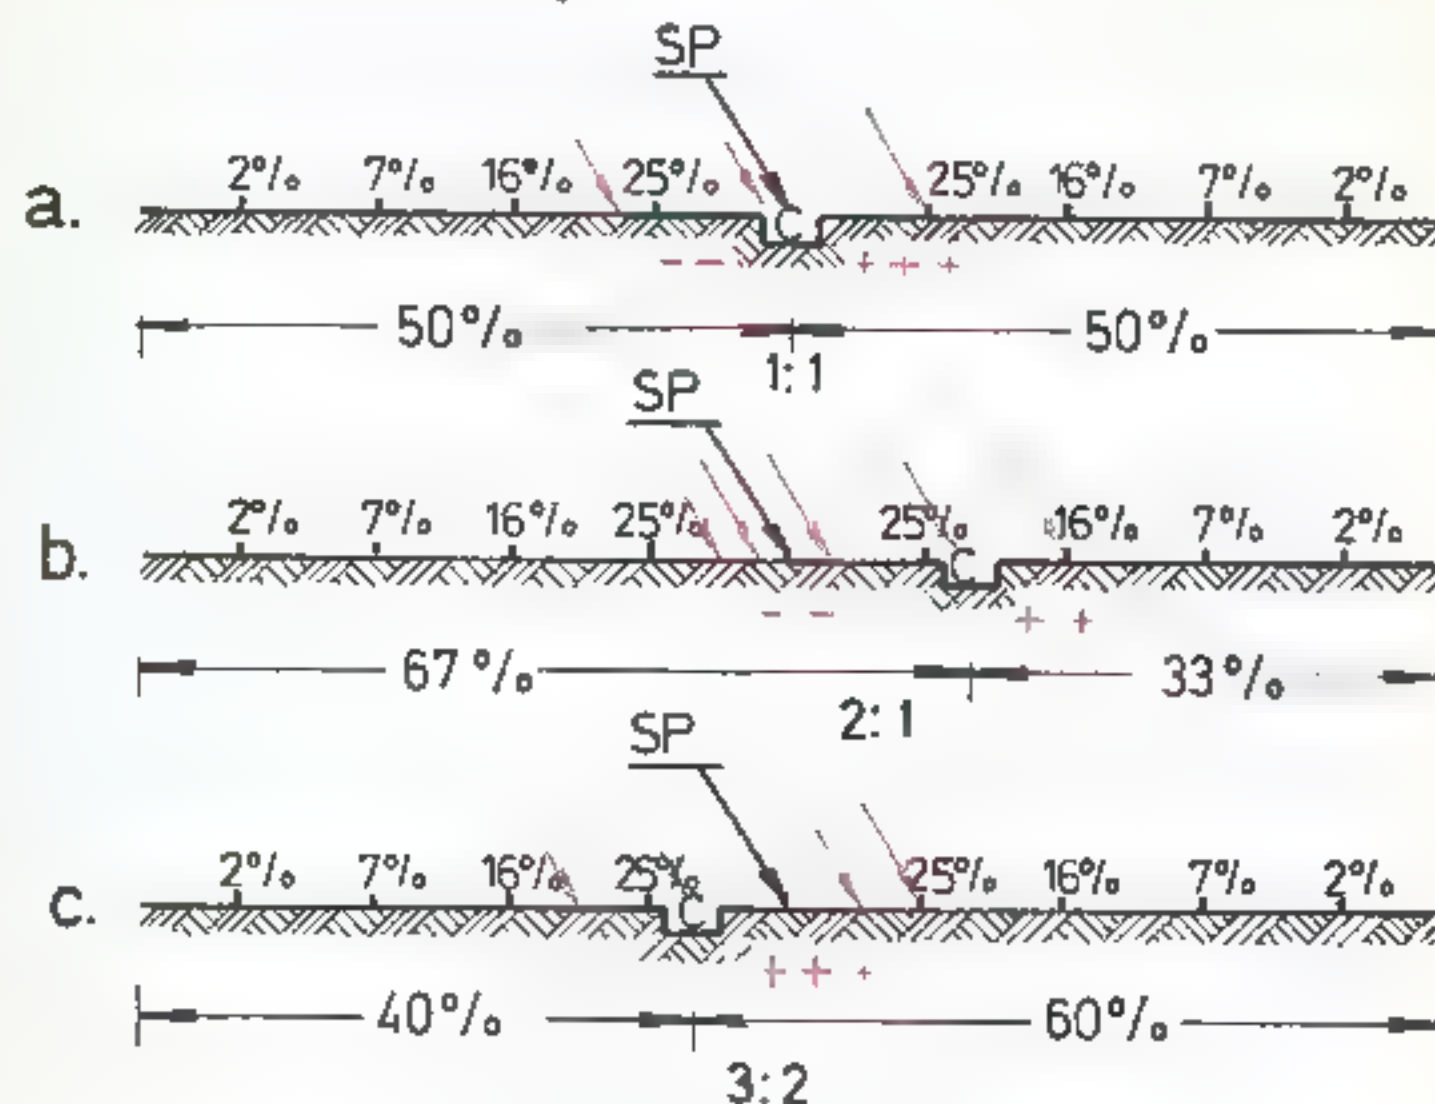 SP
2% 7% 16% 25% 25% 16% 7% 2%
a. C
- - - + + +
50% 50%
1:1
SP
2% 7% 16% 25% 25% 16% 7% 2%
b. C
- - + +
67% 33%
2:1
SP
2% 7% 16% 25% 25% 16% 7% 2%
c. C
+ + +
40% 60%
3:2